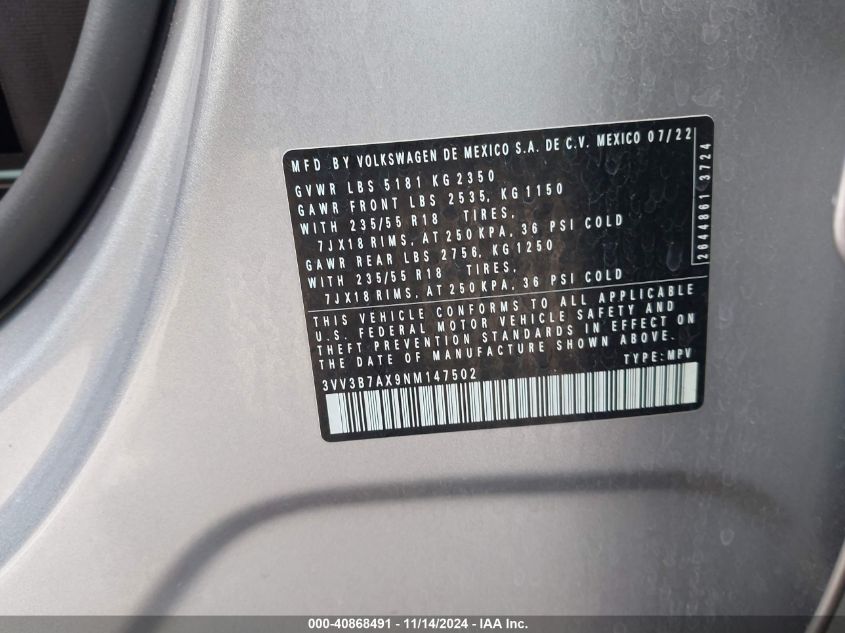 MFD BY VOLKSWAGEN DE MEXICO S.A. DE C.V. MEXICO 07/22
GVWR LBS 5181 KG 2350
GAWR FRONT LBS 2535, KG 1150
WITH 235/55 R18 TIRES,
7JX18 RIMS, AT 250 KPA, 36 PSI COLD
GAWR REAR LBS 2756, KG 1250
WITH 235/55 R18 TIRES,
7JX18 RIMS, AT 250 KPA, 36 PSI COLD
THIS VEHICLE CONFORMS TO ALL APPLICABLE
U.S. FEDERAL MOTOR VEHICLE SAFETY AND
THEFT PREVENTION STANDARDS IN EFFECT ON
THE DATE OF MANUFACTURE SHOWN ABOVE.
3VV3B7AX9NM147502 TYPE: MPV
2644861 3724
000-40868491 - 11/14/2024 - IAA Inc.